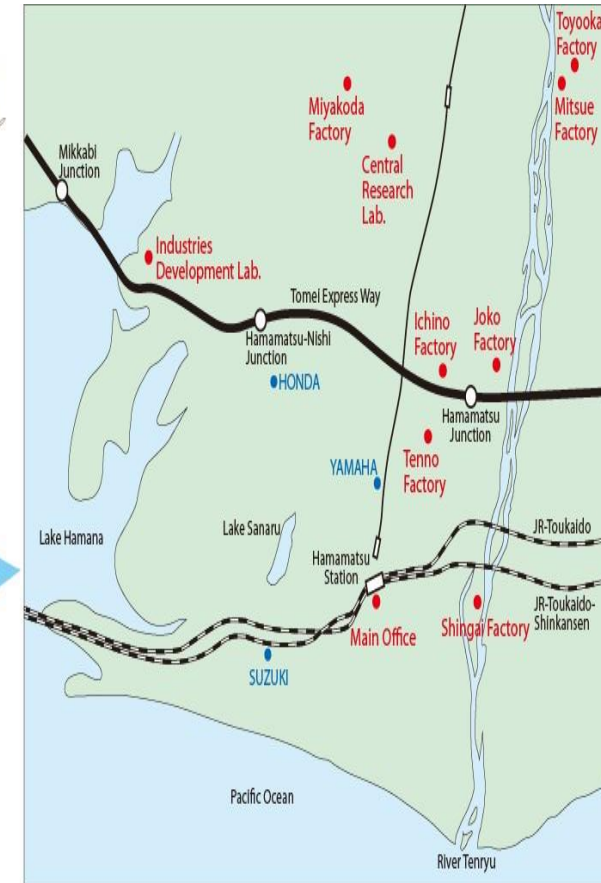 Toyooka
Factory
Mitsue
Factory
Miyakoda
Factory
Central
Research
Lab.
Mikkabi
Junction
Industries
Development Lab.
Tomei Express Way
Hamamatsu-Nishi
Junction
Ichino
Factory
Joko
Factory
HONDA
Hamamatsu
Junction
Tenno
Factory
YAMAHA
Lake Hamana
Lake Sanaru
Hamamatsu
Station
JR-Toukaido
JR-Toukaido-
Shinkansen
Main Office
Shingai Factory
SUZUKI
Pacific Ocean
River Tenryu